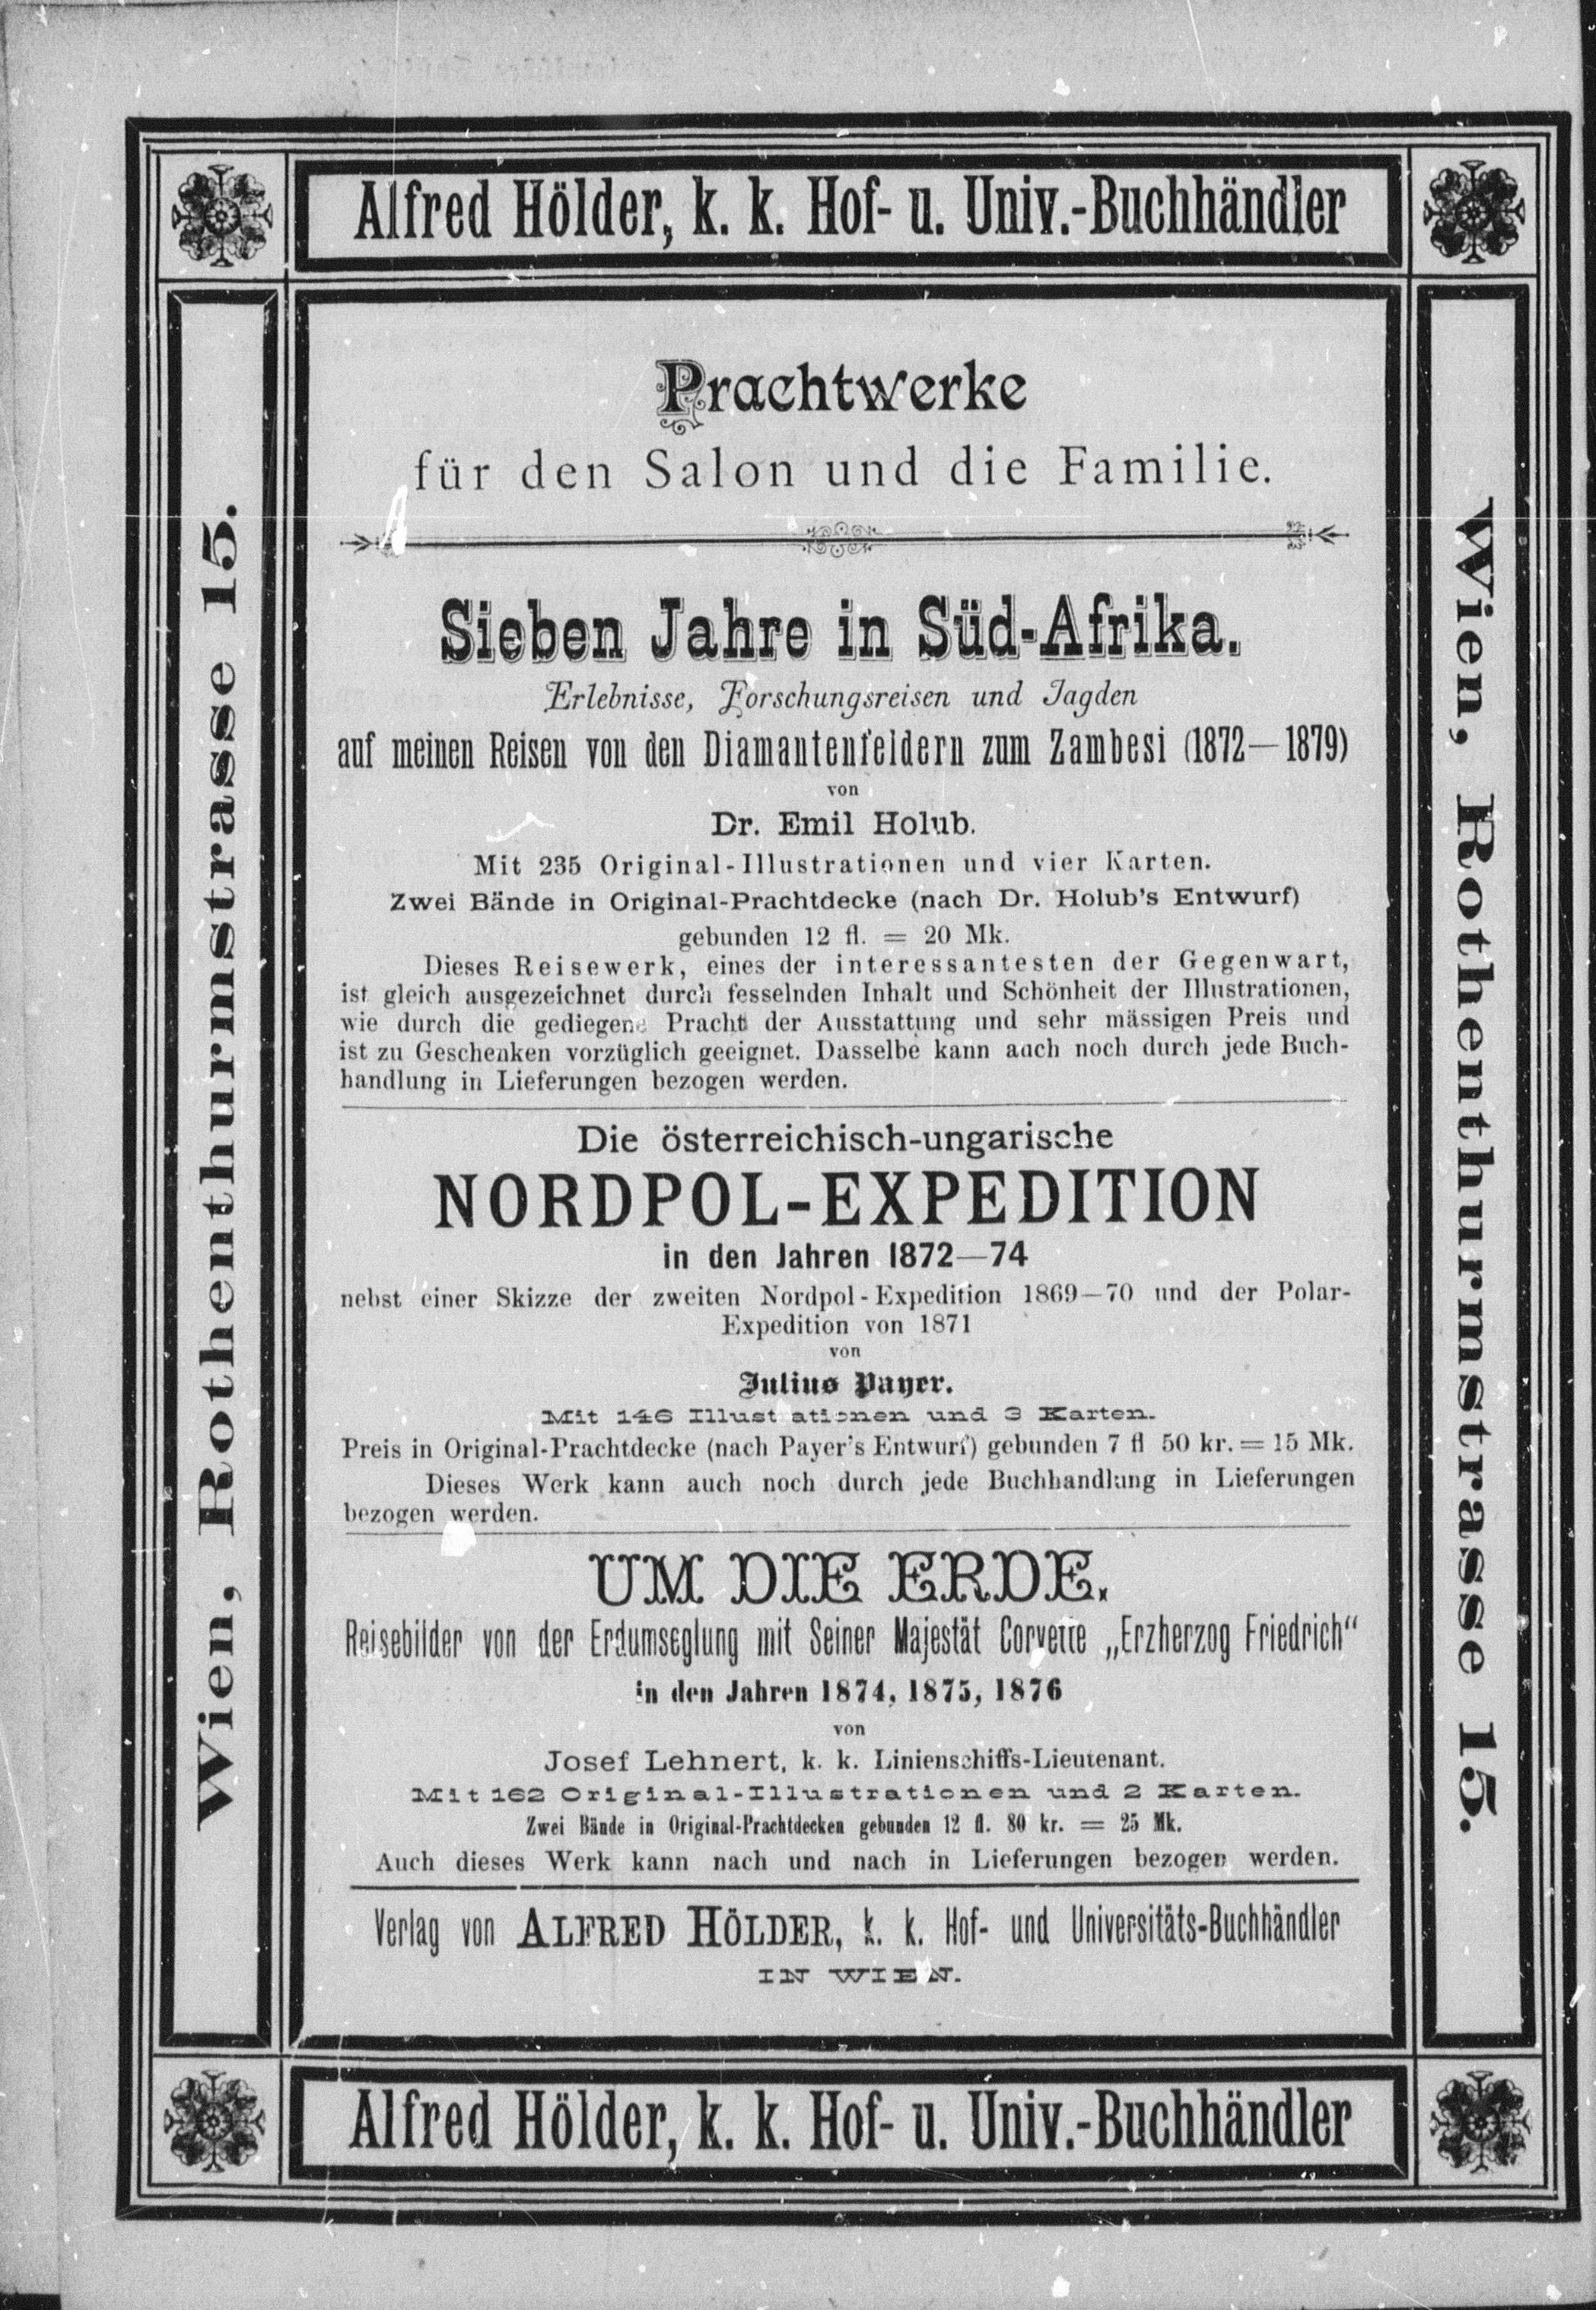 Alfred Hölder, k. k. Hof- u. Univ.-Buchhändler
Wien, Rothenthurmstrasse 15.
Prachtwerke
für den Salon und die Familie.
Sieben Jahre in Süd-Afrika.
Erlebnisse, Forschungsreisen und Jagden
auf meinen Reisen von den Diamantenfeldern zum Zambesi (1872—1879)
von
Dr. Emil Holub.
Mit 235 Original-Illustrationen und vier Karten.
Zwei Bände in Original-Prachtdecke (nach Dr. Holub's Entwurf)
gebunden 12 fl. = 20 Mk.
Dieses Reisewerk, eines der interessantesten der Gegenwart,
ist gleich ausgezeichnet durch fesselnden Inhalt und Schönheit der Illustrationen,
wie durch die gediegene Pracht der Ausstattung und sehr mässigen Preis und
ist zu Geschenken vorzüglich geeignet. Dasselbe kann auch noch durch jede Buch-
handlung in Lieferungen bezogen werden.
Die österreichisch-ungarische
NORDPOL-EXPEDITION
in den Jahren 1872—74
nebst einer Skizze der zweiten Nordpol-Expedition 1869—70 und der Polar-
Expedition von 1871
von
Julius Payer.
Mit 146 Illustrationen und 3 Karten.
Preis in Original-Prachtdecke (nach Payer's Entwurf) gebunden 7 fl 50 kr. = 15 Mk.
Dieses Werk kann auch noch durch jede Buchhandlung in Lieferungen
bezogen werden.
UM DIE ERDE.
Reisebilder von der Erdumseglung mit Seiner Majestät Corvette „Erzherzog Friedrich“
in den Jahren 1874, 1875, 1876
von
Josef Lehnert, k. k. Linienschiffs-Lieutenant.
Mit 162 Original-Illustrationen und 2 Karten.
Zwei Bände in Original-Prachtdecken gebunden 12 fl. 80 kr. = 25 Mk.
Auch dieses Werk kann nach und nach in Lieferungen bezogen werden.
Verlag von ALFRED HÖLDER, k. k. Hof- und Universitäts-Buchhändler
IN WIEN.
Wien, Rothenthurmstrasse 15.
Alfred Hölder, k. k. Hof- u. Univ.-Buchhändler